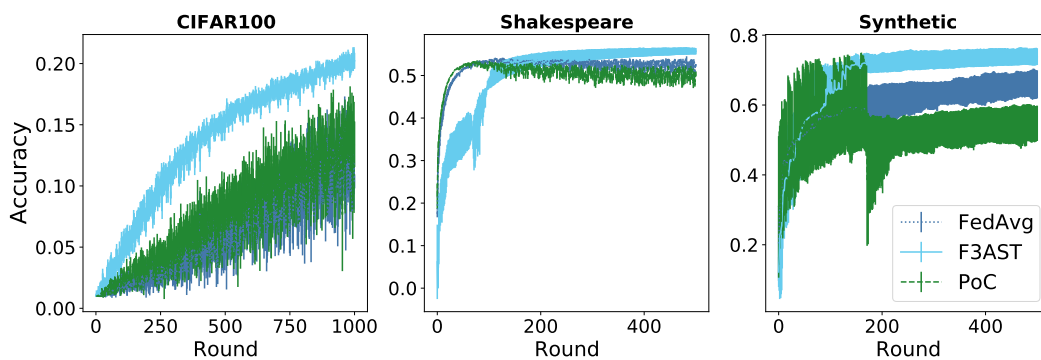 CIFAR100
Shakespeare
Synthetic
Accuracy
0.20
0.15
0.10
0.05
0.00
0
250
500
750
1000
Round
0.5
0.4
0.3
0.2
0.1
0.0
0
200
400
Round
0.8
0.6
0.4
0.2
0
200
400
Round
FedAvg
F3AST
PoC